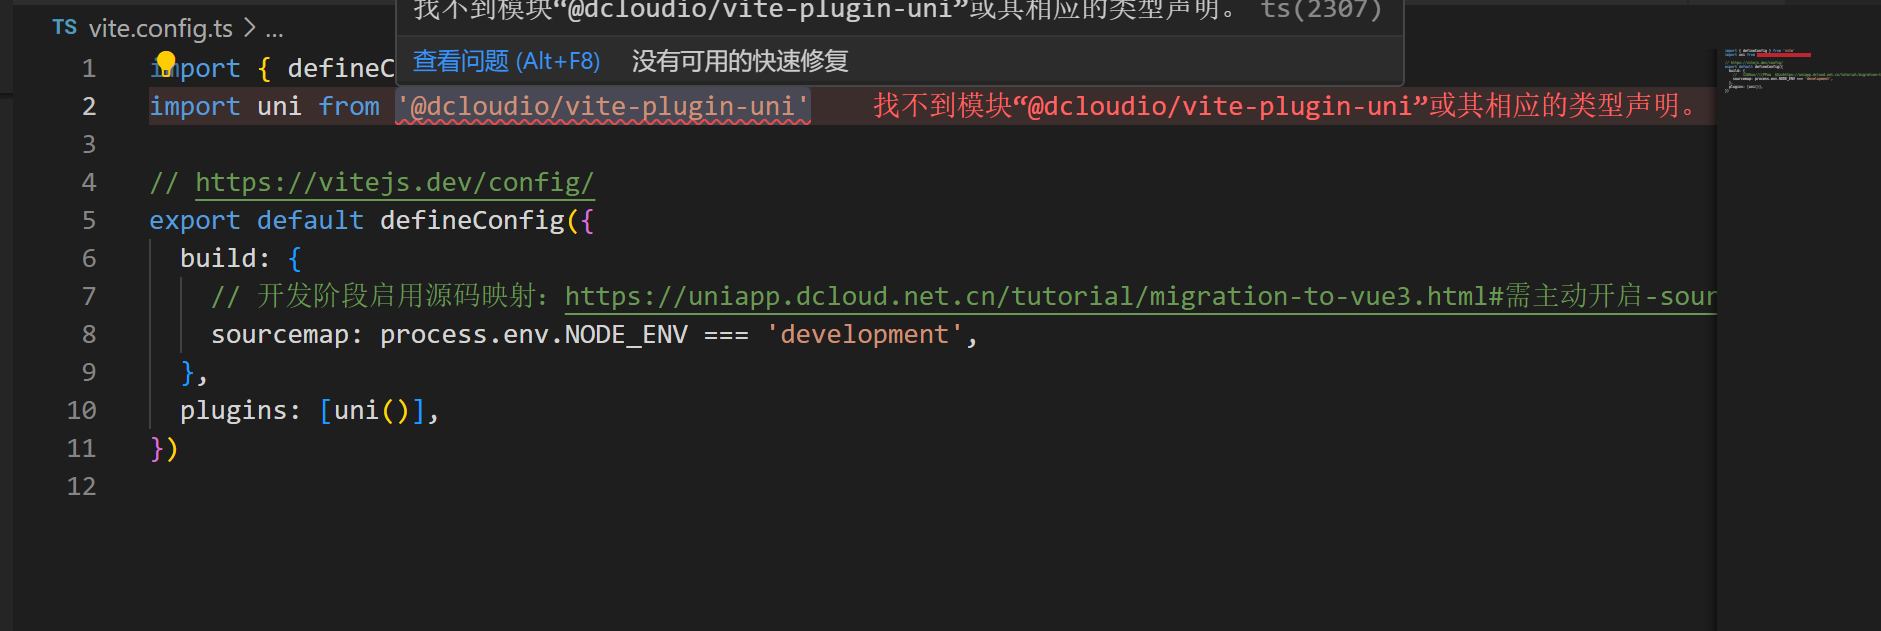 找不到模块“@dcloudio/vite-plugin-uni”或其相应的类型声明。 ts(2307)
TS vite.config.ts > ...
查看问题 (Alt+F8) 没有可用的快速修复
1 import { defineC
2 import uni from '@dcloudio/vite-plugin-uni' 找不到模块“@dcloudio/vite-plugin-uni”或其相应的类型声明。
3
4 // https://vitejs.dev/config/
5 export default defineConfig({
6 build: {
7 // 开发阶段启用源码映射：https://uniapp.dcloud.net.cn/tutorial/migration-to-vue3.html#需主动开启-sour
8 sourcemap: process.env.NODE_ENV === 'development',
9 },
10 plugins: [uni()],
11 })
12